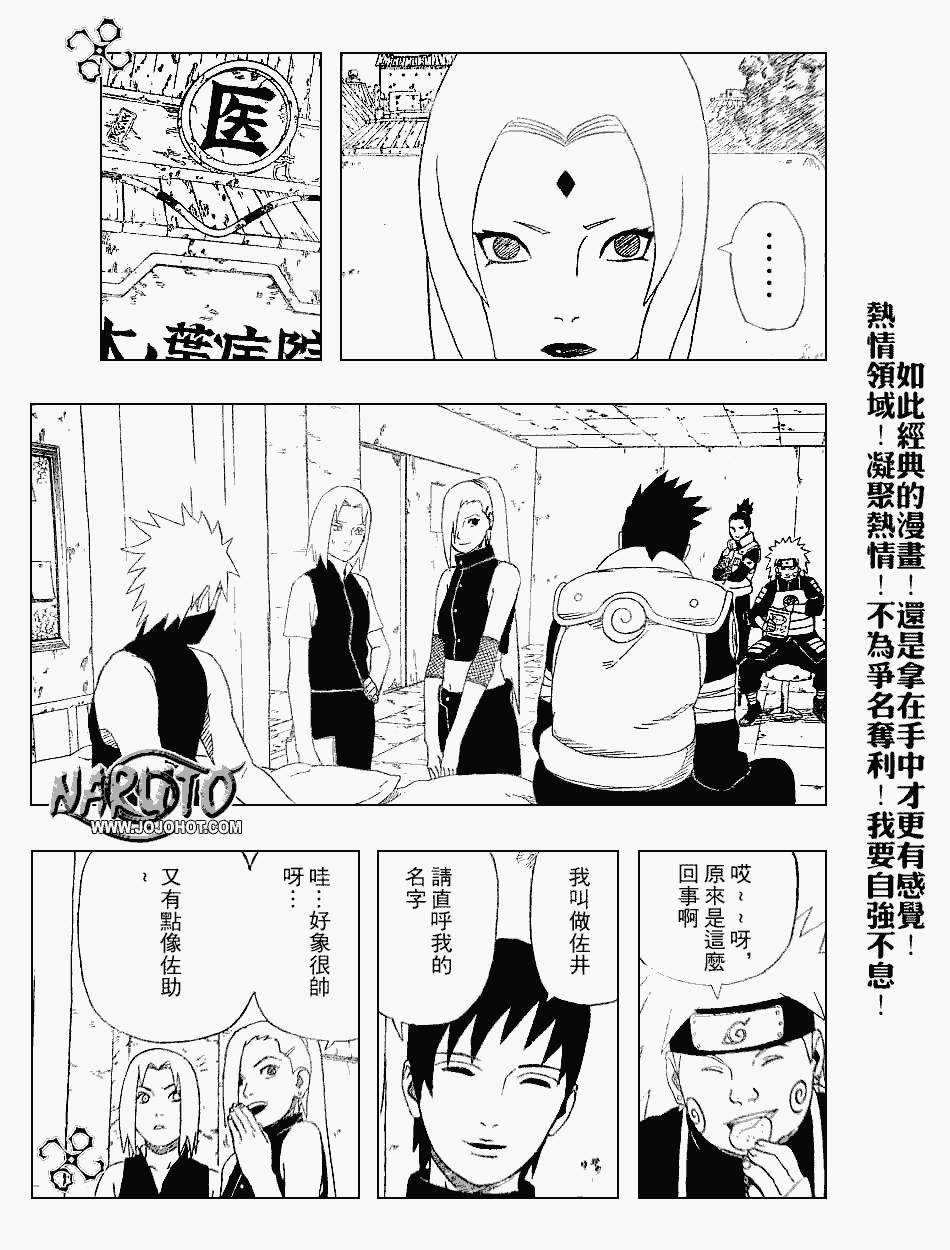 ……
医
木ノ葉病院
NARUTO
WWW.JOJOHOT.COM
哎～～呀,
原來是這麼
回事啊
我叫做佐井
請直呼我的
名字
哇…好象很帥
呀…
又有點像佐助
～
如此經典的漫畫！還是拿在手中才更有感覺！
熱情領域！凝聚熱情！不為爭名奪利！我要自強不息！